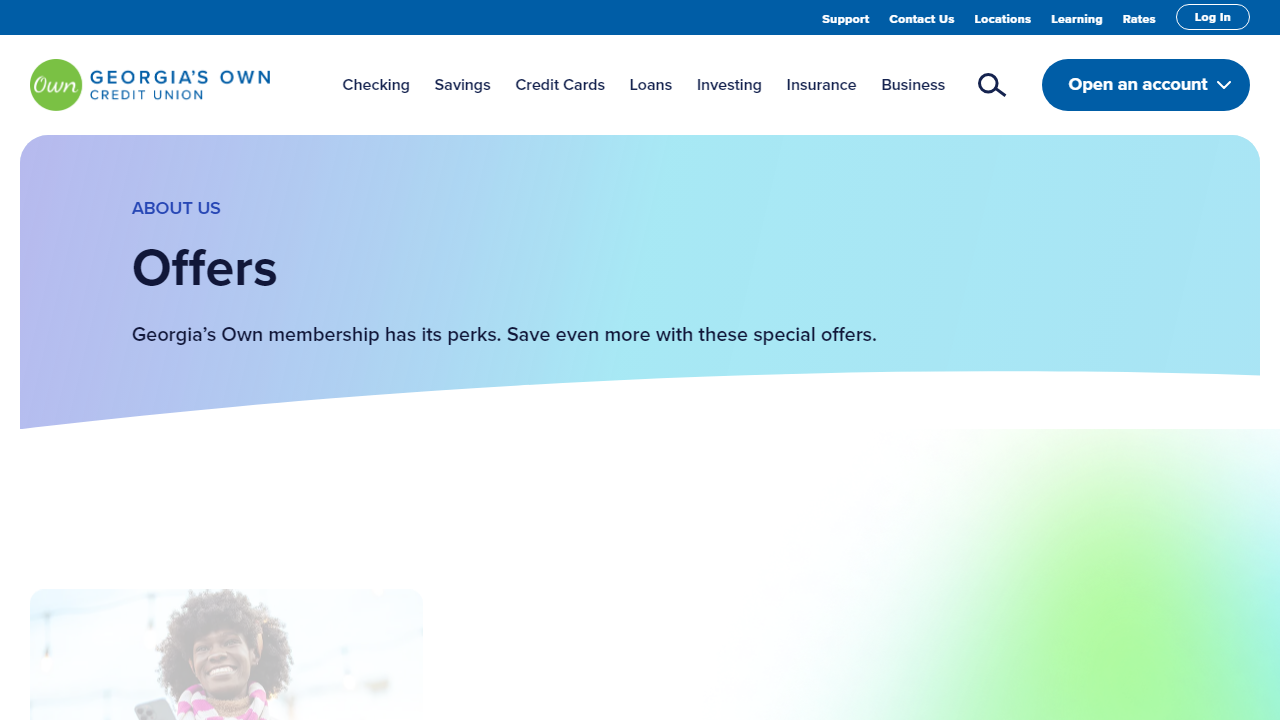 Support Contact Us Locations Learning Rates Log In
Own GEORGIA'S OWN
CREDIT UNION
Checking Savings Credit Cards Loans Investing Insurance Business Open an account
ABOUT US
Offers
Georgia’s Own membership has its perks. Save even more with these special offers.